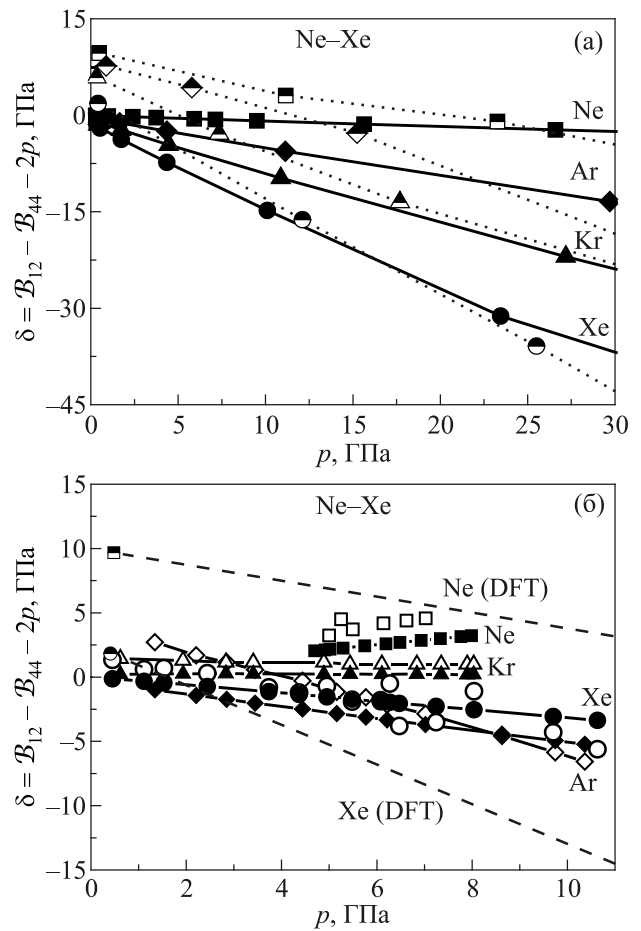 Ne–Xe
(а)
δ = ℬ₁₂ − ℬ₄₄ − 2p, ГПа
15
0
–15
–30
–45
Ne
Ar
Kr
Xe
0
5
10
15
20
25
30
p, ГПа
Ne–Xe
(б)
δ = ℬ₁₂ − ℬ₄₄ − 2p, ГПа
15
10
5
0
–5
–10
–15
Ne (DFT)
Ne
Kr
Xe
Ar
Xe (DFT)
0
2
4
6
8
10
p, ГПа